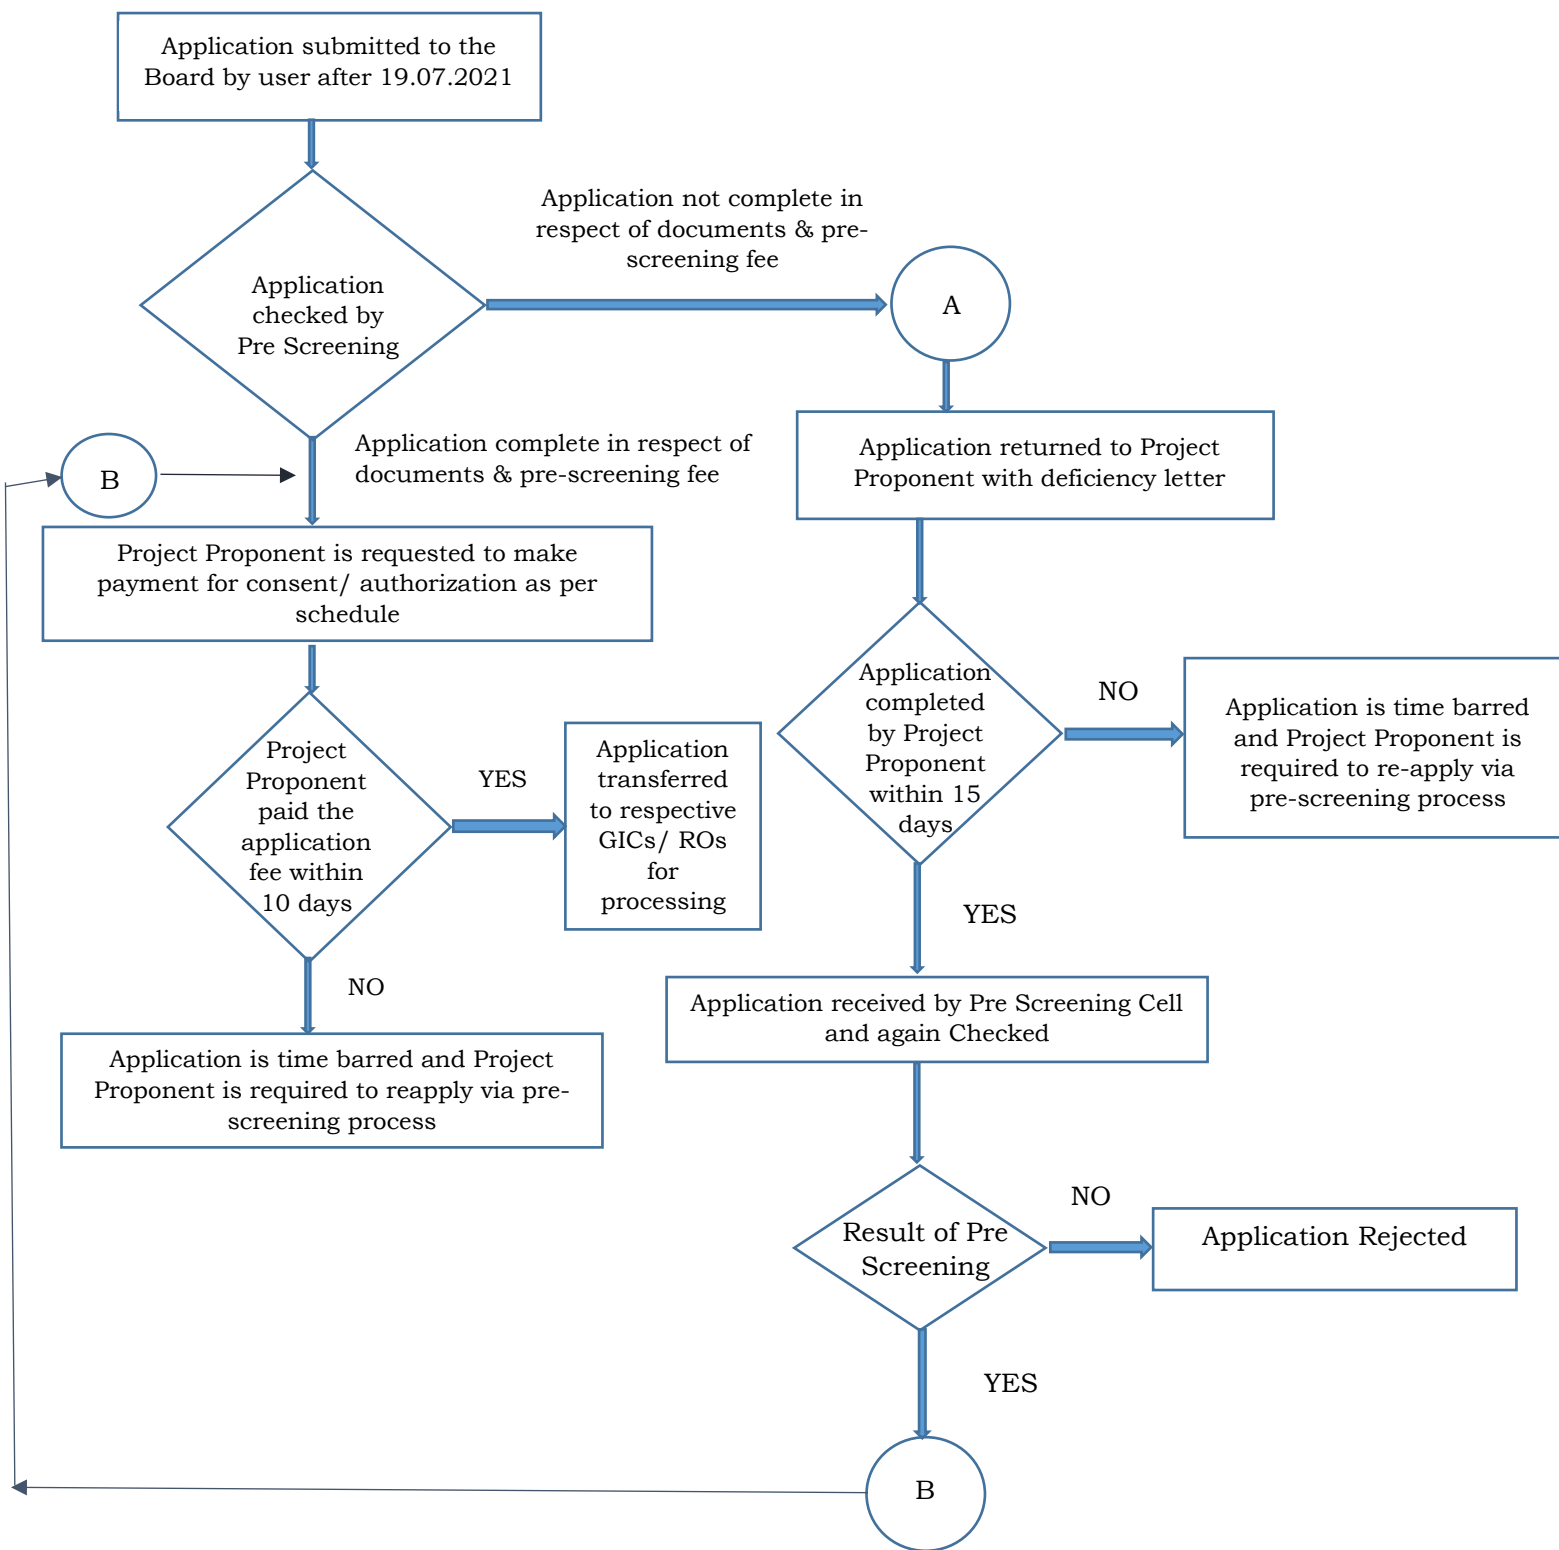 Application submitted to the
Board by user after 19.07.2021
Application not complete in
respect of documents & pre-
screening fee
Application
checked by
Pre Screening
A
Application complete in respect of
documents & pre-screening fee
B
Application returned to Project
Proponent with deficiency letter
Project Proponent is requested to make
payment for consent/ authorization as per
schedule
Application
completed
by Project
Proponent
within 15
days
NO
Application is time barred
and Project Proponent is
required to re-apply via
pre-screening process
Project
Proponent
paid the
application
fee within
10 days
YES
Application
transferred
to respective
GICs/ ROs
for
processing
YES
NO
Application received by Pre Screening Cell
and again Checked
Application is time barred and Project
Proponent is required to reapply via pre-
screening process
Result of Pre
Screening
NO
Application Rejected
YES
B